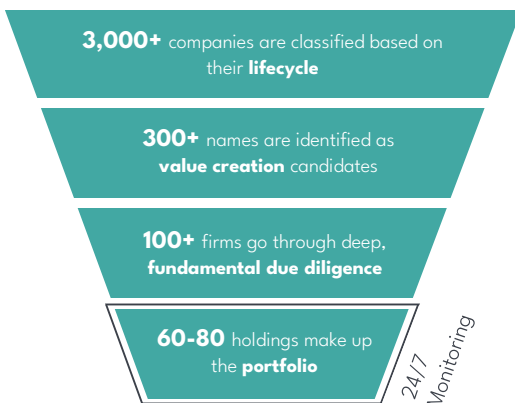 3,000+ companies are classified based on
their lifecycle
300+ names are identified as
value creation candidates
100+ firms go through deep,
fundamental due diligence
60-80 holdings make up
the portfolio
24/7
Monitoring